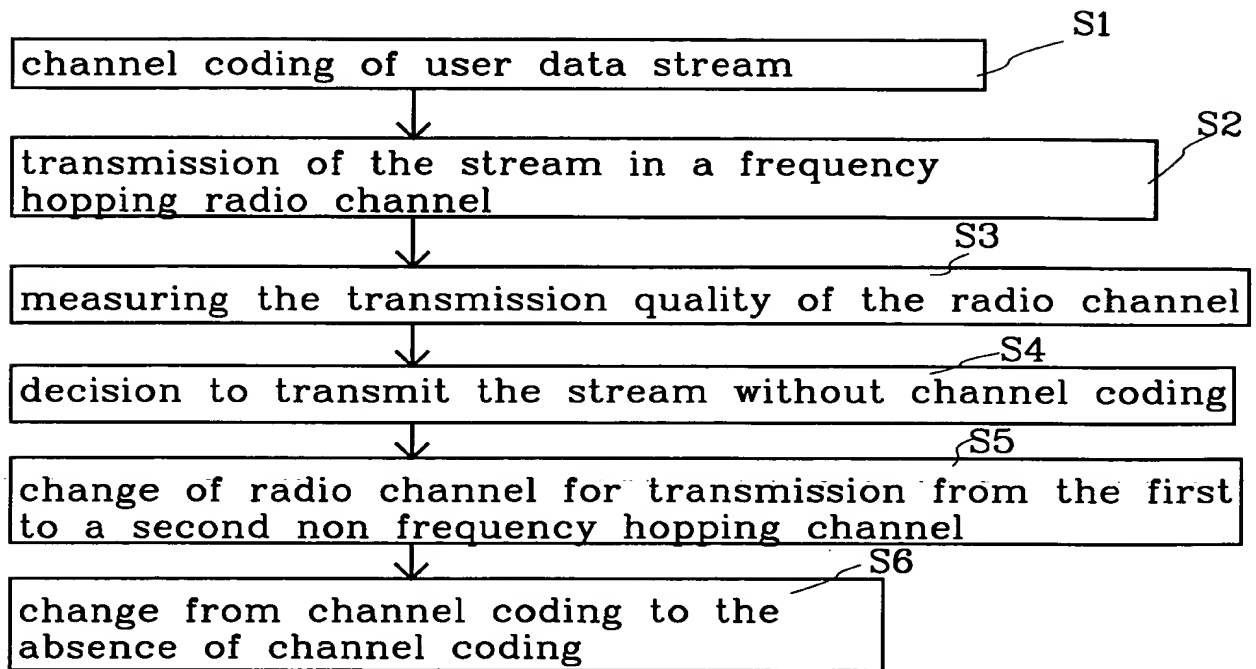 S1
channel coding of user data stream
S2
transmission of the stream in a frequency
hopping radio channel
S3
measuring the transmission quality of the radio channel
S4
decision to transmit the stream without channel coding
S5
change of radio channel for transmission from the first
to a second non frequency hopping channel
S6
change from channel coding to the
absence of channel coding